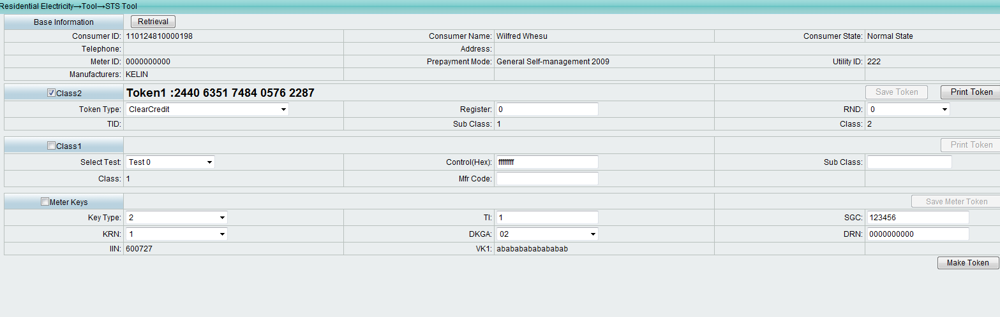 Residential Electricity→Tool→STS Tool
Base Information Retrieval
Consumer ID: 110124810000198 Consumer Name: Wilfred Whesu Consumer State: Normal State
Telephone: Address:
Meter ID: 0000000000 Prepayment Mode: General Self-management 2009 Utility ID: 222
Manufacturers: KELIN
Class2 Token1 :2440 6351 7484 0576 2287 Save Token Print Token
Token Type: ClearCredit Register: 0 RND: 0
TID: Sub Class: 1 Class: 2
Class1 Print Token
Select Test: Test 0 Control(Hex): ffffffff Sub Class:
Class: 1 Mfr Code:
Meter Keys Save Meter Token
Key Type: 2 TI: 1 SGC: 123456
KRN: 1 DKGA: 02 DRN: 0000000000
IIN: 600727 VK1: abababababababab
Make Token